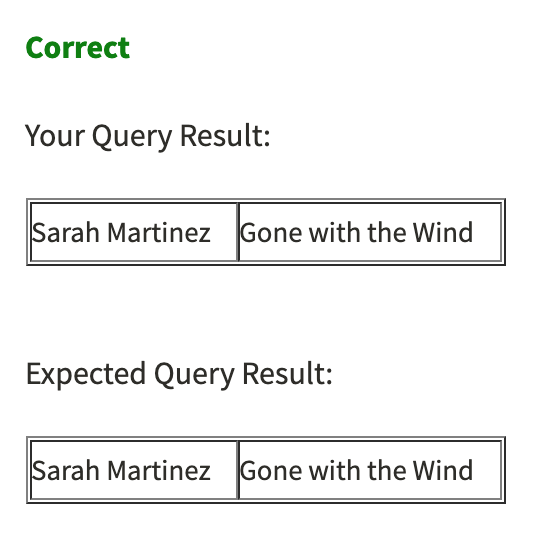 Correct
Your Query Result:
Sarah Martinez Gone with the Wind
Expected Query Result:
Sarah Martinez Gone with the Wind